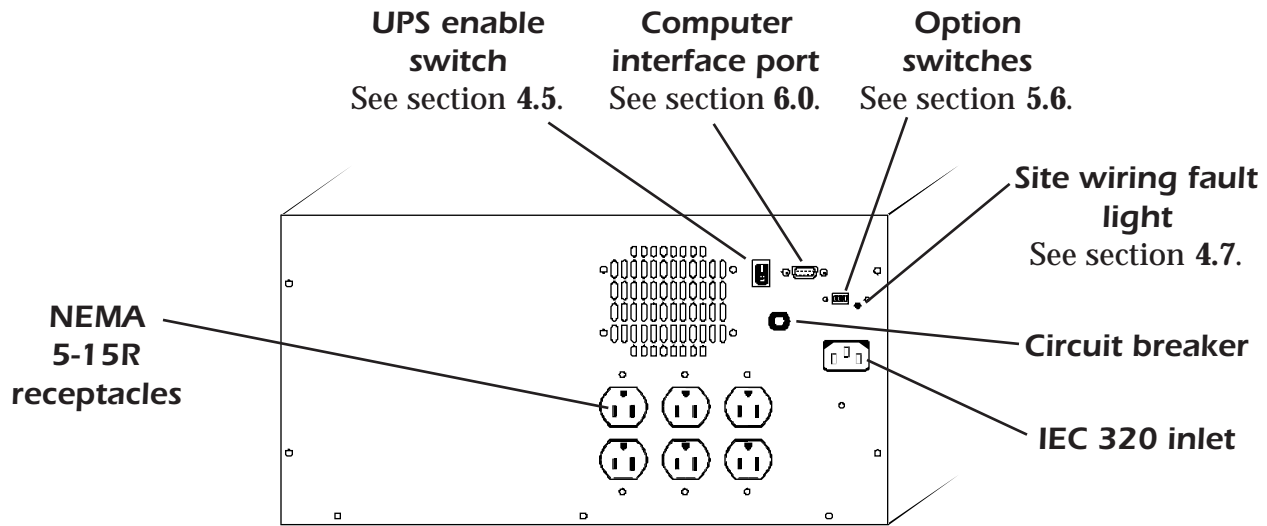 UPS enable
switch
See section 4.5.
Computer
interface port
See section 6.0.
Option
switches
See section 5.6.
Site wiring fault
light
See section 4.7.
NEMA
5-15R
receptacles
Circuit breaker
IEC 320 inlet